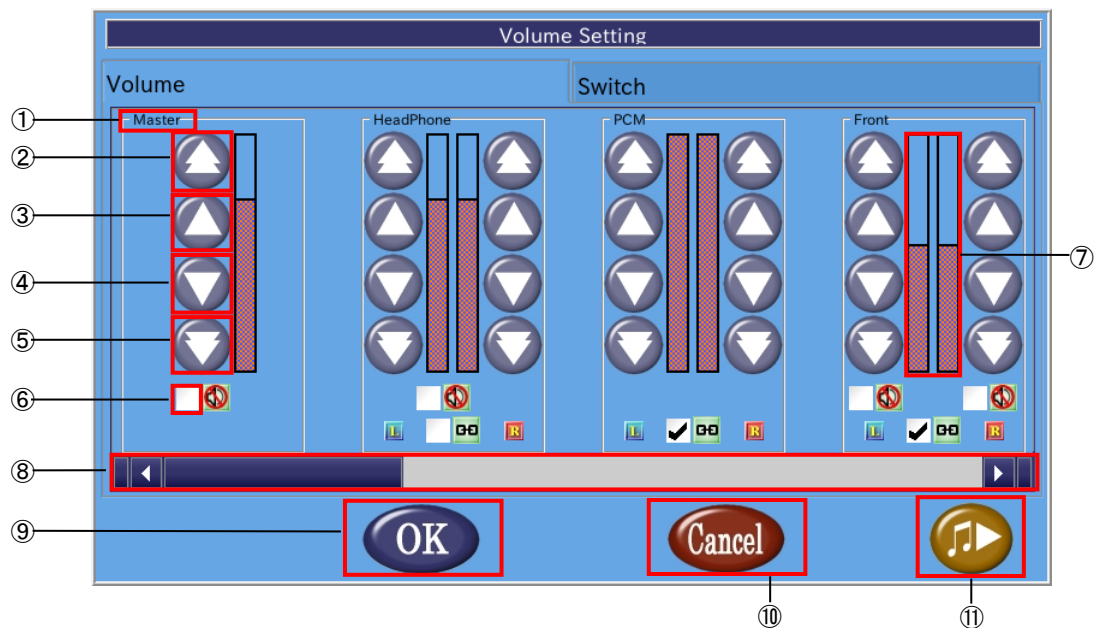 Volume Setting
Volume
Switch
① Master HeadPhone PCM Front
②
③
④
⑦
⑤
⑥
L R L R L R
⑧
⑨ OK Cancel
⑩ ⑪